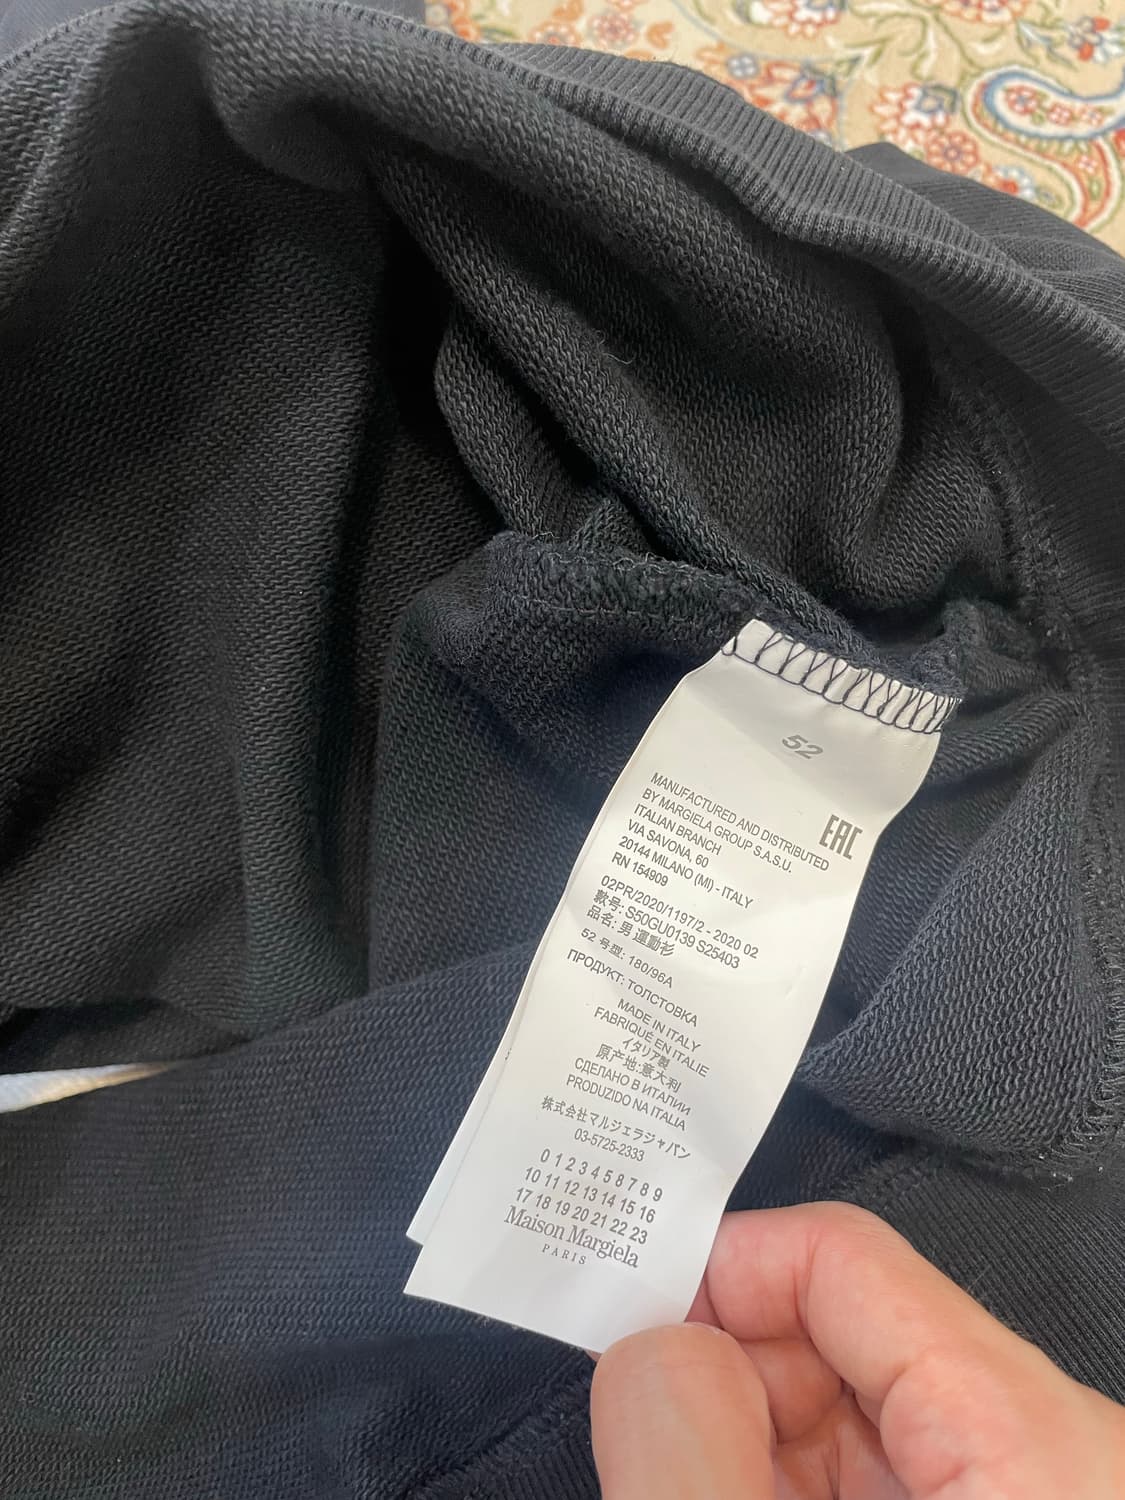 52
MANUFACTURED AND DISTRIBUTED
BY MARGIELA GROUP S.A.S.U.
ITALIAN BRANCH
VIA SAVONA, 60
20144 MILANO (MI) - ITALY
RN 154909
EAC
02PR/2020/1197/2 - 2020 02
款号: S50GU0139 S25403
品名: 男 運動衫
52 号型: 180/96A
ПРОДУКТ: ТОЛСТОВКА
MADE IN ITALY
FABRIQUÉ EN ITALIE
イタリア製
原产地:意大利
СДЕЛАНО В ИТАЛИИ
PRODUZIDO NA ITALIA
株式会社マルジェラジャパン
03-5725-2333
0 1 2 3 4 5 8 7 8 9
10 11 12 13 14 15 16
17 18 19 20 21 22 23
Maison Margiela
PARIS